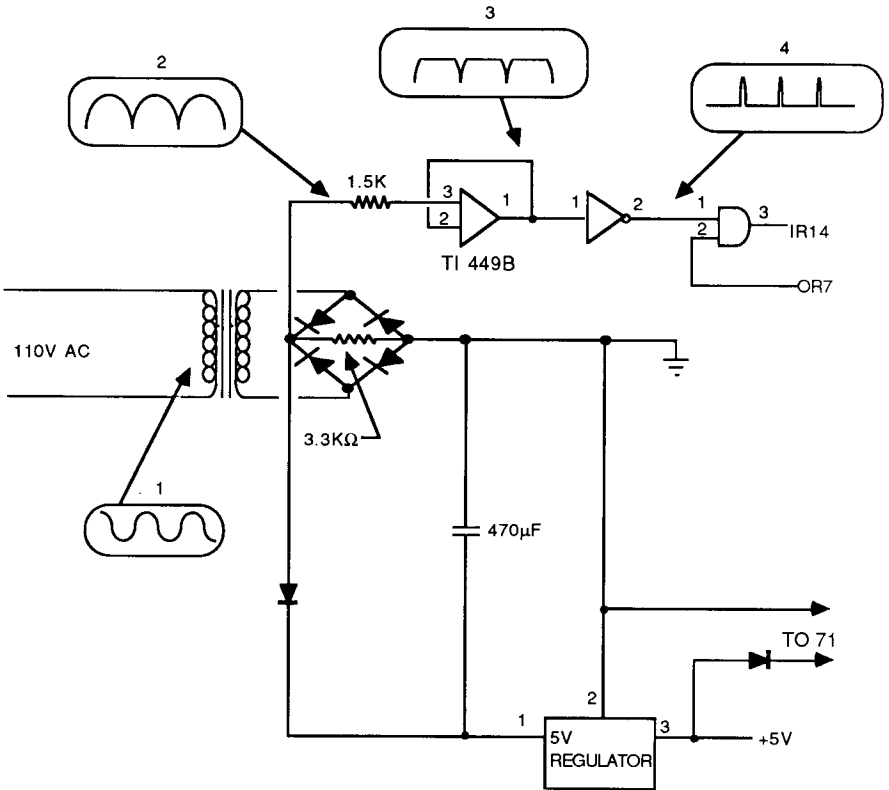 3
2
4
1.5K
3
2
1
1
2
1
2
3
IR14
TI 449B
OR7
110V AC
3.3KΩ
1
470µF
TO 71
2
1
3
5V
REGULATOR
+5V